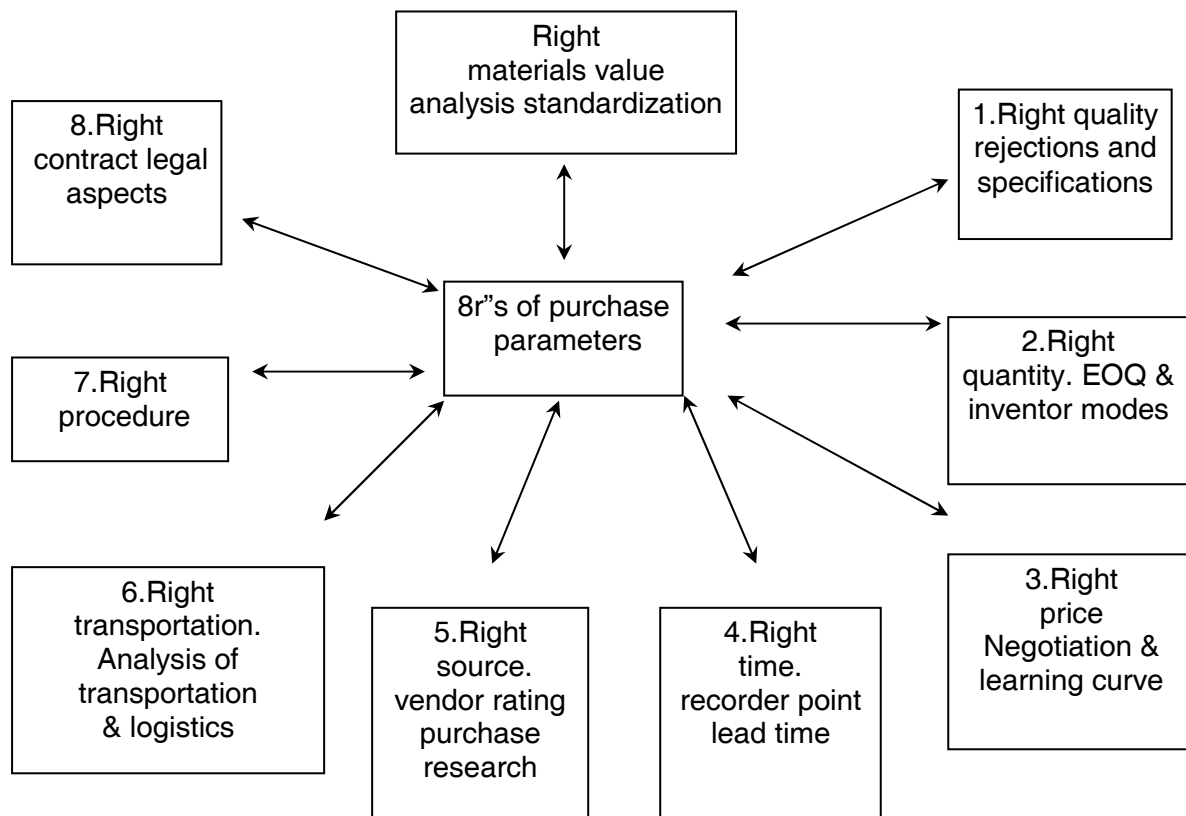 Right
materials value
analysis standardization
8.Right
contract legal
aspects
1.Right quality
rejections and
specifications
8r”s of purchase
parameters
2.Right
quantity. EOQ &
inventor modes
7.Right
procedure
3.Right
price
Negotiation &
learning curve
6.Right
transportation.
Analysis of
transportation
& logistics
5.Right
source.
vendor rating
purchase
research
4.Right
time.
recorder point
lead time